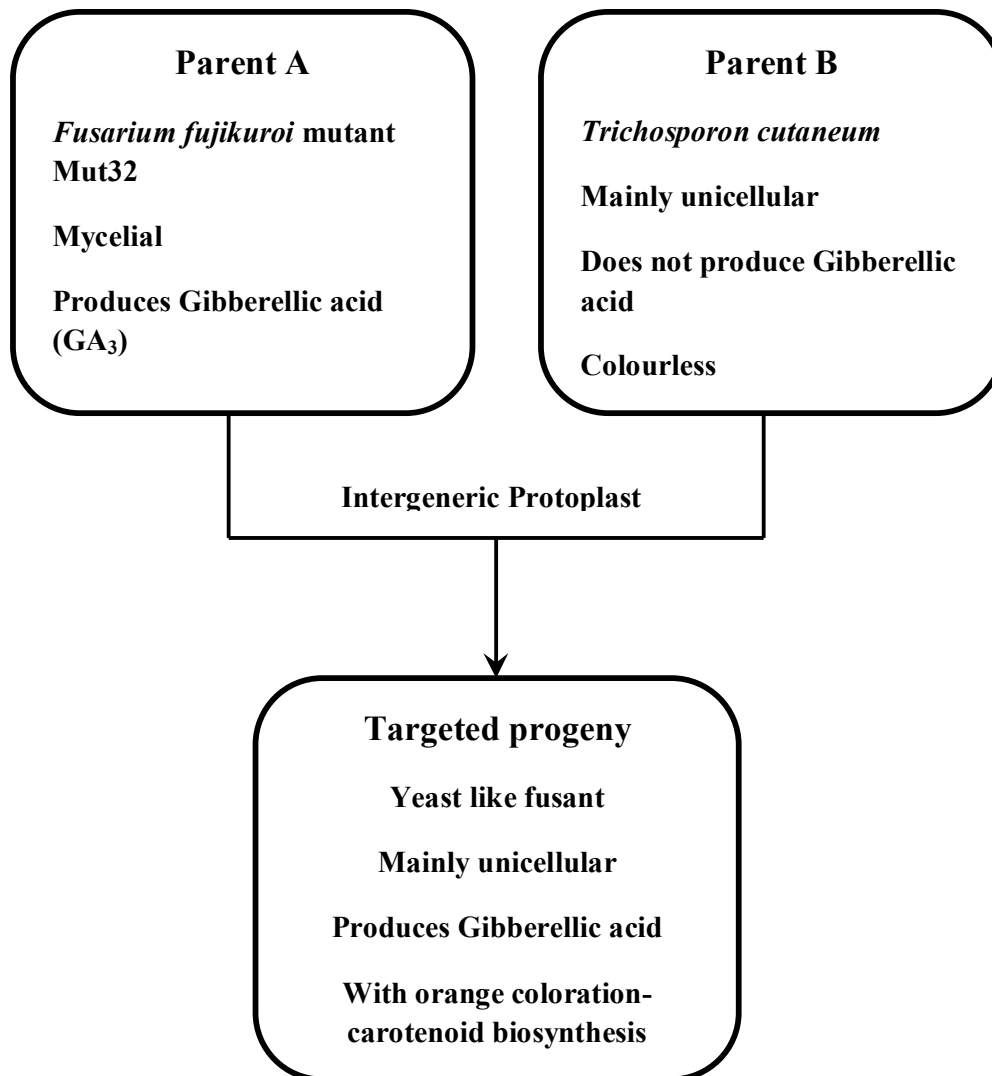 Parent A
Fusarium fujikuroi mutant
Mut32
Mycelial
Produces Gibberellic acid
(GA₃)
Parent B
Trichosporon cutaneum
Mainly unicellular
Does not produce Gibberellic
acid
Colourless
Intergeneric Protoplast
Targeted progeny
Yeast like fusant
Mainly unicellular
Produces Gibberellic acid
With orange coloration-
carotenoid biosynthesis